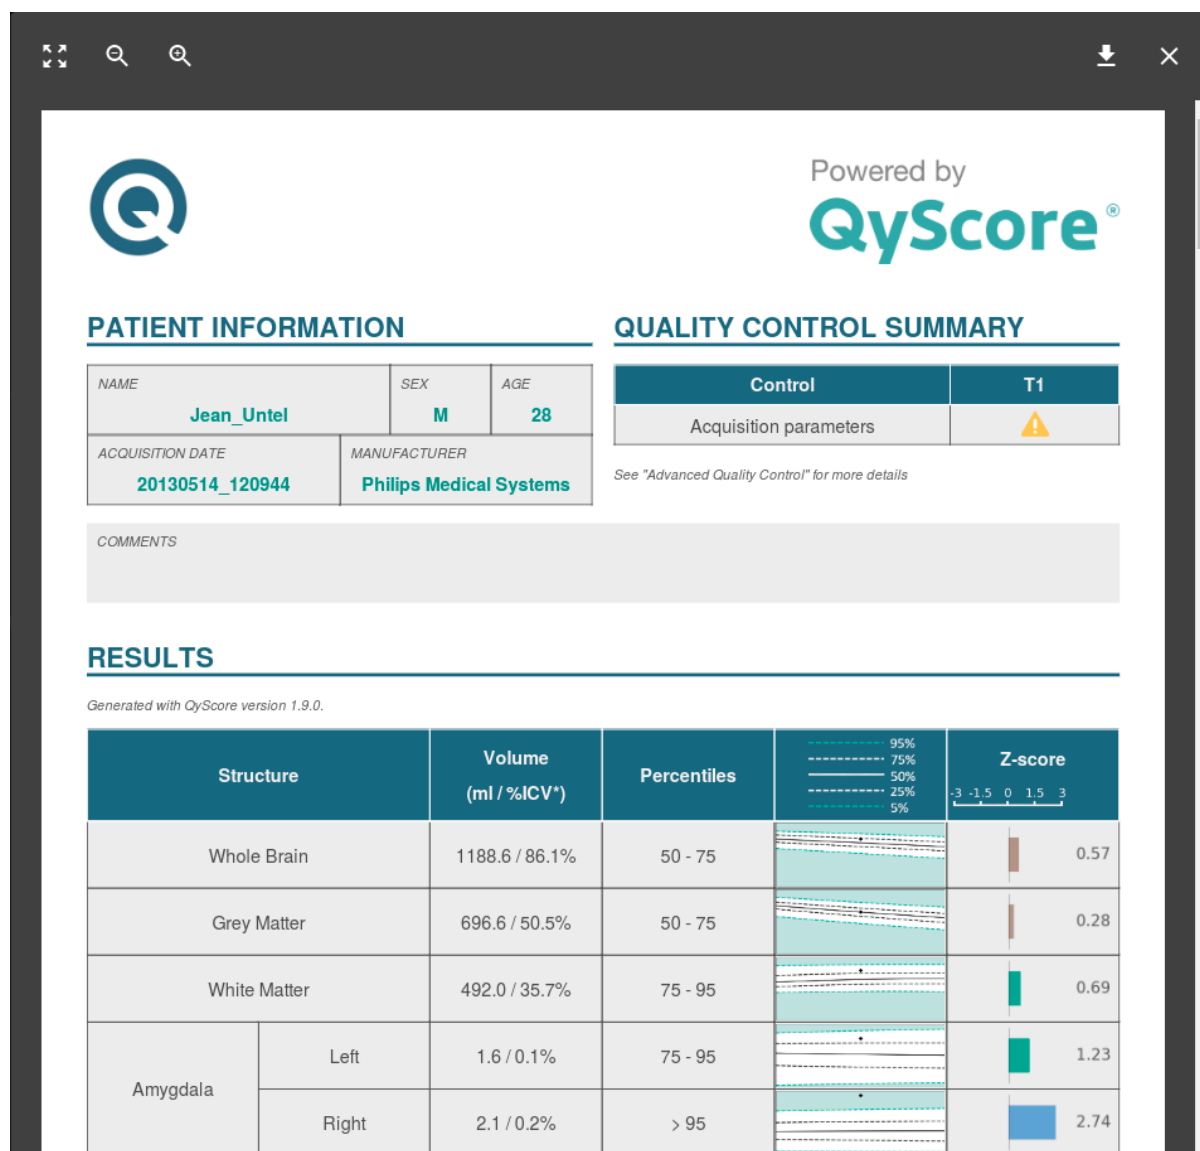 Powered by
QyScore®
PATIENT INFORMATION
NAME
SEX
AGE
Jean_Untel
M
28
ACQUISITION DATE
MANUFACTURER
20130514_120944
Philips Medical Systems
QUALITY CONTROL SUMMARY
Control T1
Acquisition parameters
See "Advanced Quality Control" for more details
COMMENTS
RESULTS
Generated with QyScore version 1.9.0.
Structure
Volume
(ml / %ICV*)
Percentiles
95%
75%
50%
25%
5%
Z-score
-3 -1.5 0 1.5 3
Whole Brain 1188.6 / 86.1% 50 - 75 0.57
Grey Matter 696.6 / 50.5% 50 - 75 0.28
White Matter 492.0 / 35.7% 75 - 95 0.69
Amygdala
Left 1.6 / 0.1% 75 - 95 1.23
Right 2.1 / 0.2% > 95 2.74